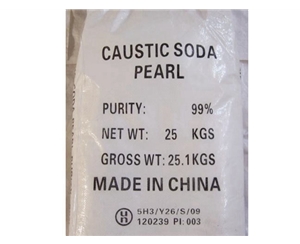 CAUSTIC SODA
PEARL
PURITY: 99%
NET WT: 25 KGS
GROSS WT: 25.1KGS
MADE IN CHINA
5H3/Y26/S/09
120239 PI:003